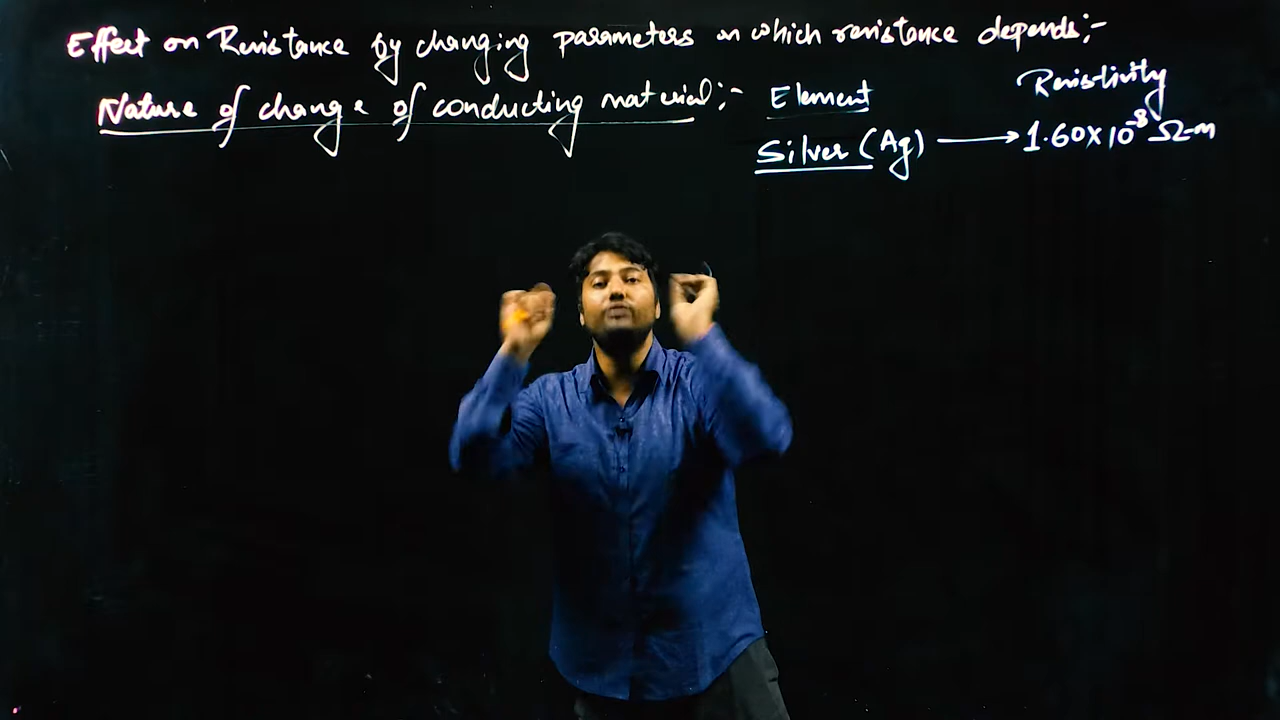 Effect on Resistance by changing parameters on which resistance depends:-
Nature of change of conducting material:-
Element Resistivity
Silver (Ag) → 1.60×10⁻⁸ Ω-m